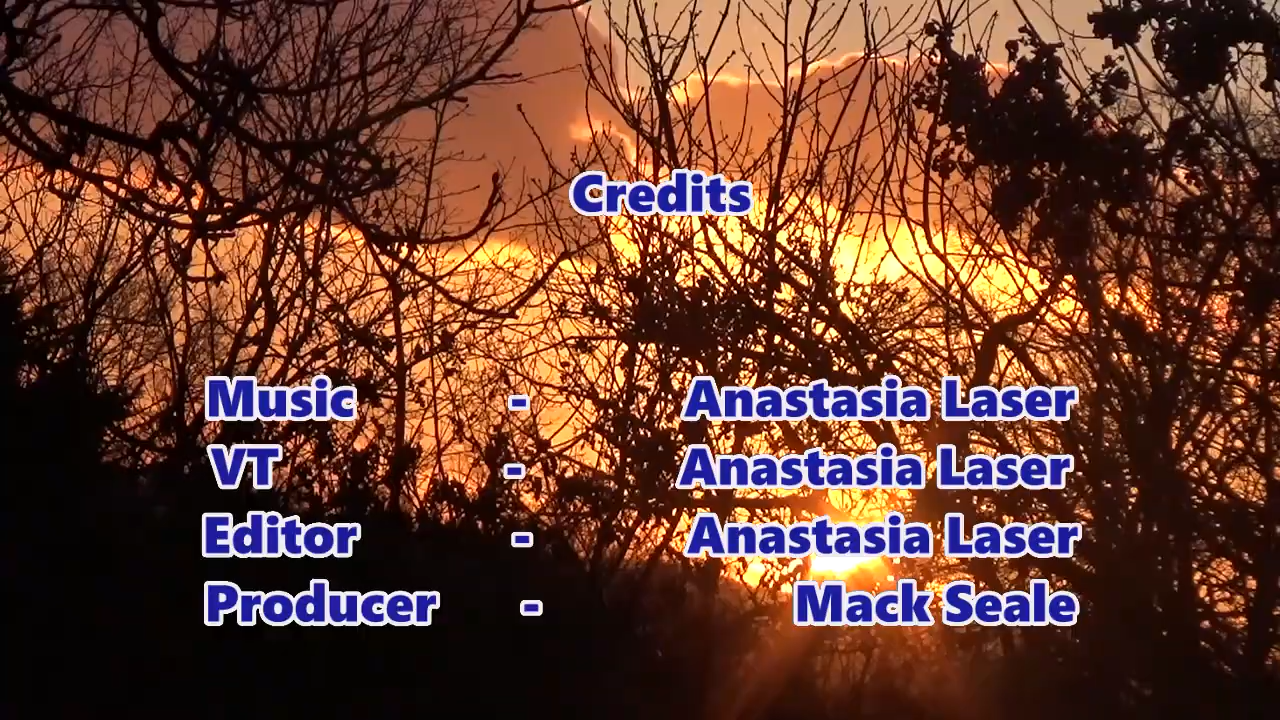 Credits
Music - Anastasia Laser
VT - Anastasia Laser
Editor - Anastasia Laser
Producer - Mack Seale